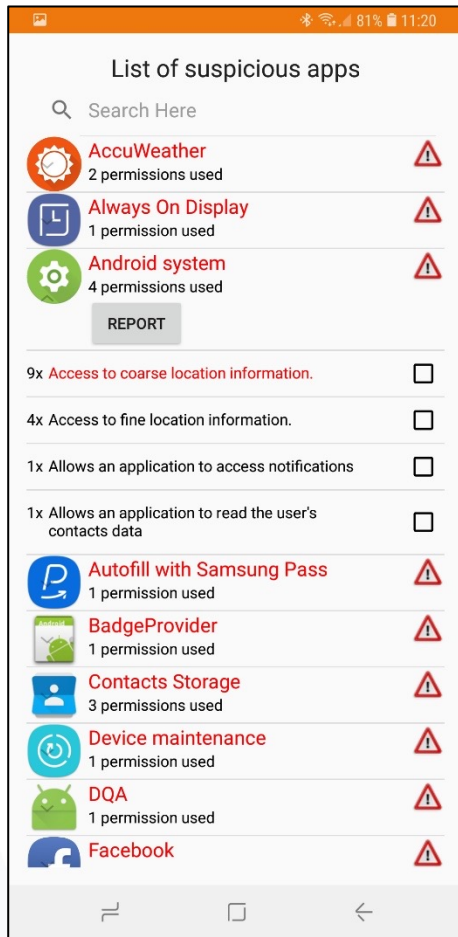 81% 11:20
List of suspicious apps
Search Here
AccuWeather
2 permissions used
Always On Display
1 permission used
Android system
4 permissions used
REPORT
9x Access to coarse location information.
4x Access to fine location information.
1x Allows an application to access notifications
1x Allows an application to read the user's
contacts data
Autofill with Samsung Pass
1 permission used
Android
BadgeProvider
1 permission used
Contacts Storage
3 permissions used
Device maintenance
1 permission used
DQA
1 permission used
Facebook